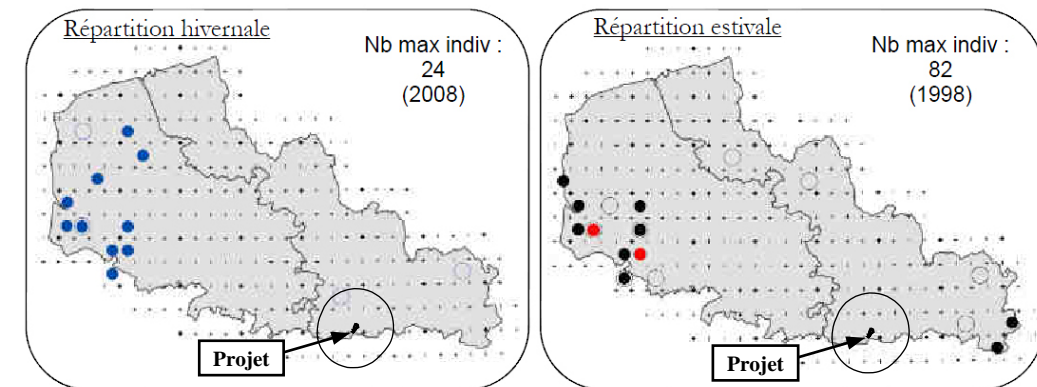 Répartition hivernale
Nb max indiv :
24
(2008)
Projet
Répartition estivale
Nb max indiv :
82
(1998)
Projet